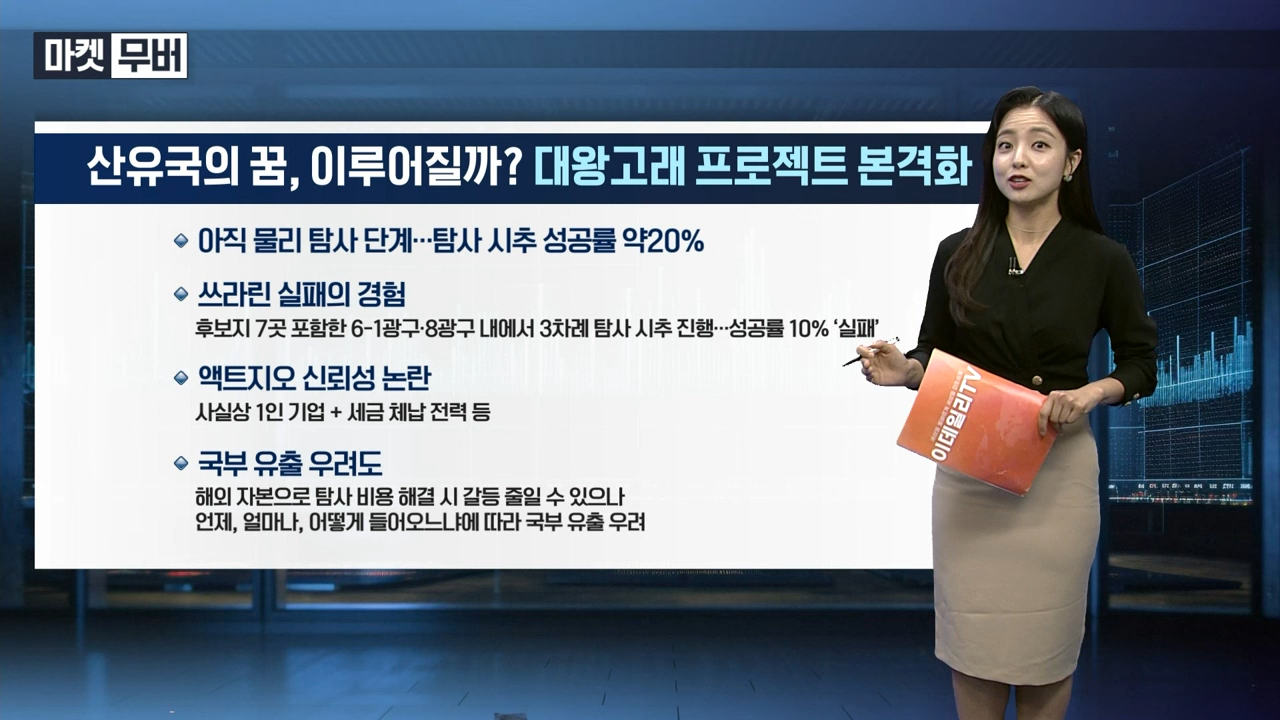 마켓무버
산유국의 꿈, 이루어질까? 대왕고래 프로젝트 본격화
아직 물리 탐사 단계…탐사 시추 성공률 약20%
쓰라린 실패의 경험
후보지 7곳 포함한 6-1광구·8광구 내에서 3차례 탐사 시추 진행…성공률 10% ‘실패’
액트지오 신뢰성 논란
사실상 1인 기업 + 세금 체납 전력 등
국부 유출 우려도
해외 자본으로 탐사 비용 해결 시 갈등 줄일 수 있으나
언제, 얼마나, 어떻게 들어오느냐에 따라 국부 유출 우려
이데일리TV